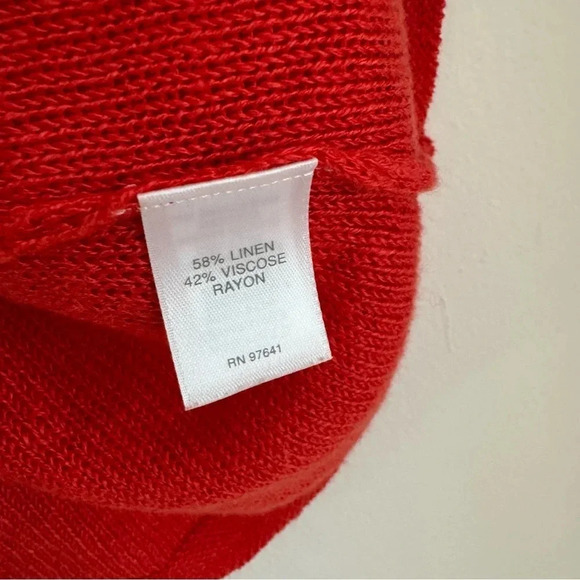 58% LINEN
42% VISCOSE
RAYON
RN 97641